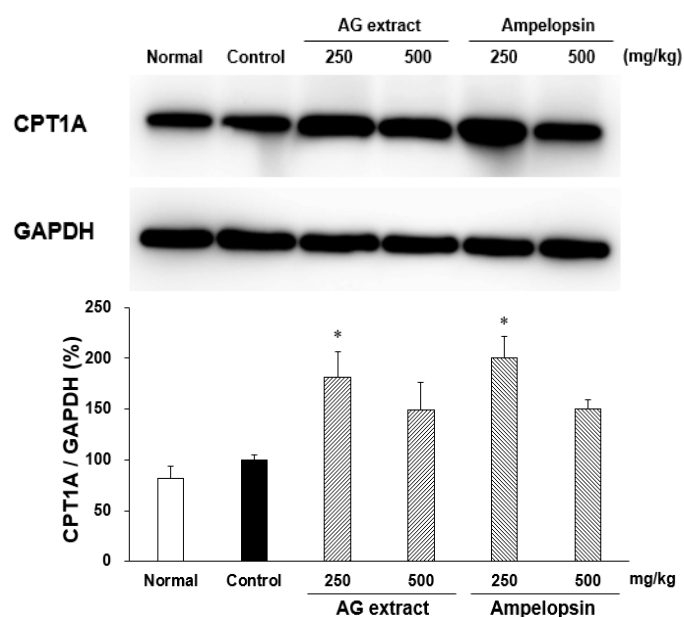 AG extract Ampelopsin
Normal Control 250 500 250 500 (mg/kg)
CPT1A
GAPDH
CPT1A / GAPDH (%)
250
200
150
100
50
0
*
*
Normal Control 250 500 250 500 mg/kg
AG extract Ampelopsin